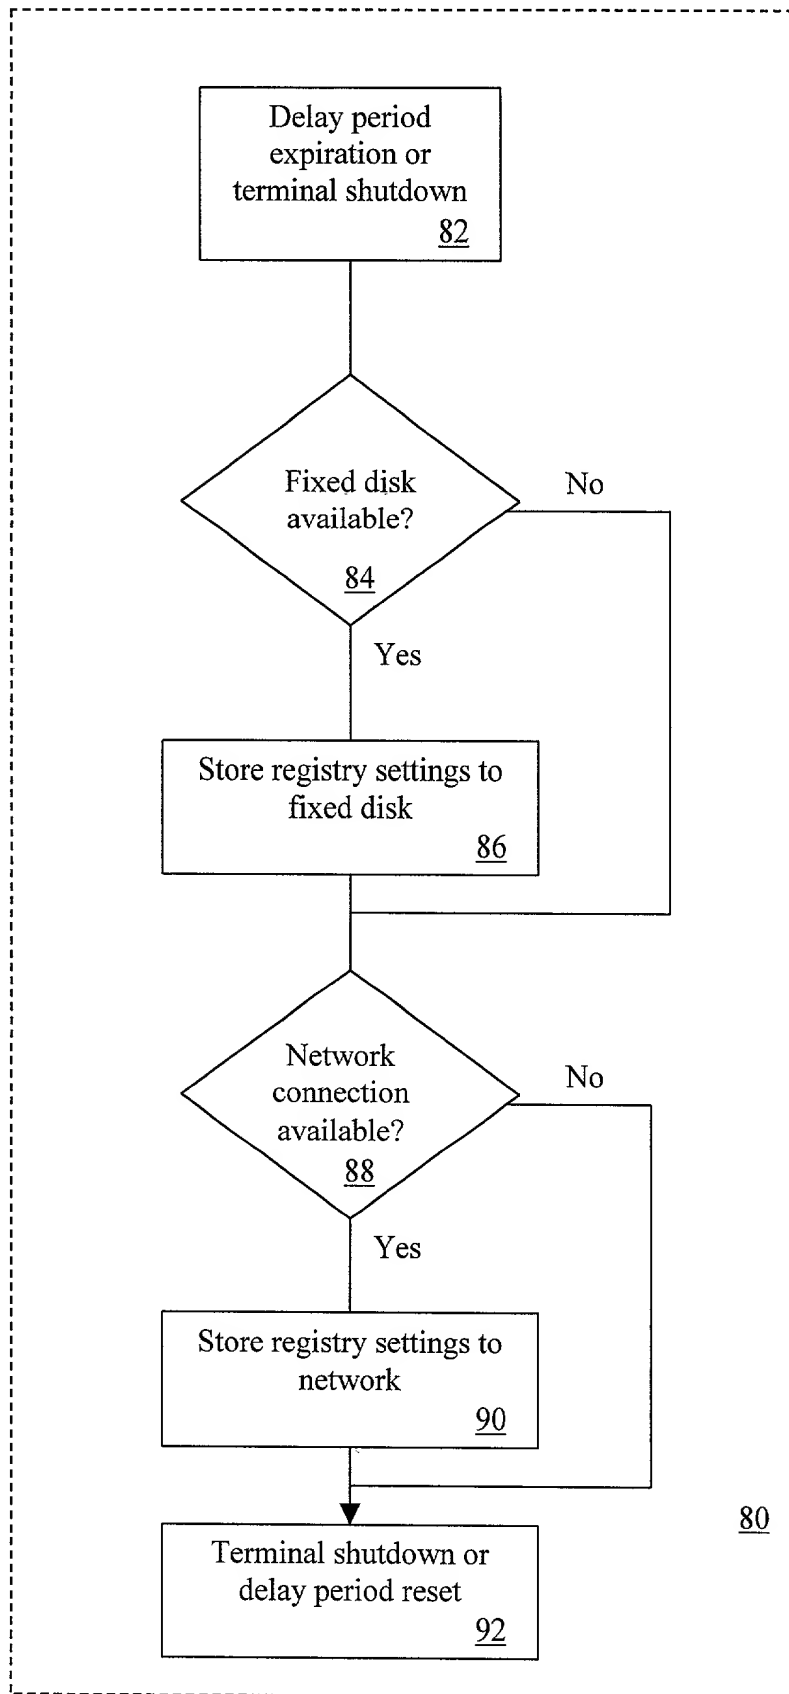 Delay period
expiration or
terminal shutdown
82
Fixed disk
available?
84
No
Yes
Store registry settings to
fixed disk
86
Network
connection
available?
88
No
Yes
Store registry settings to
network
90
80
Terminal shutdown or
delay period reset
92